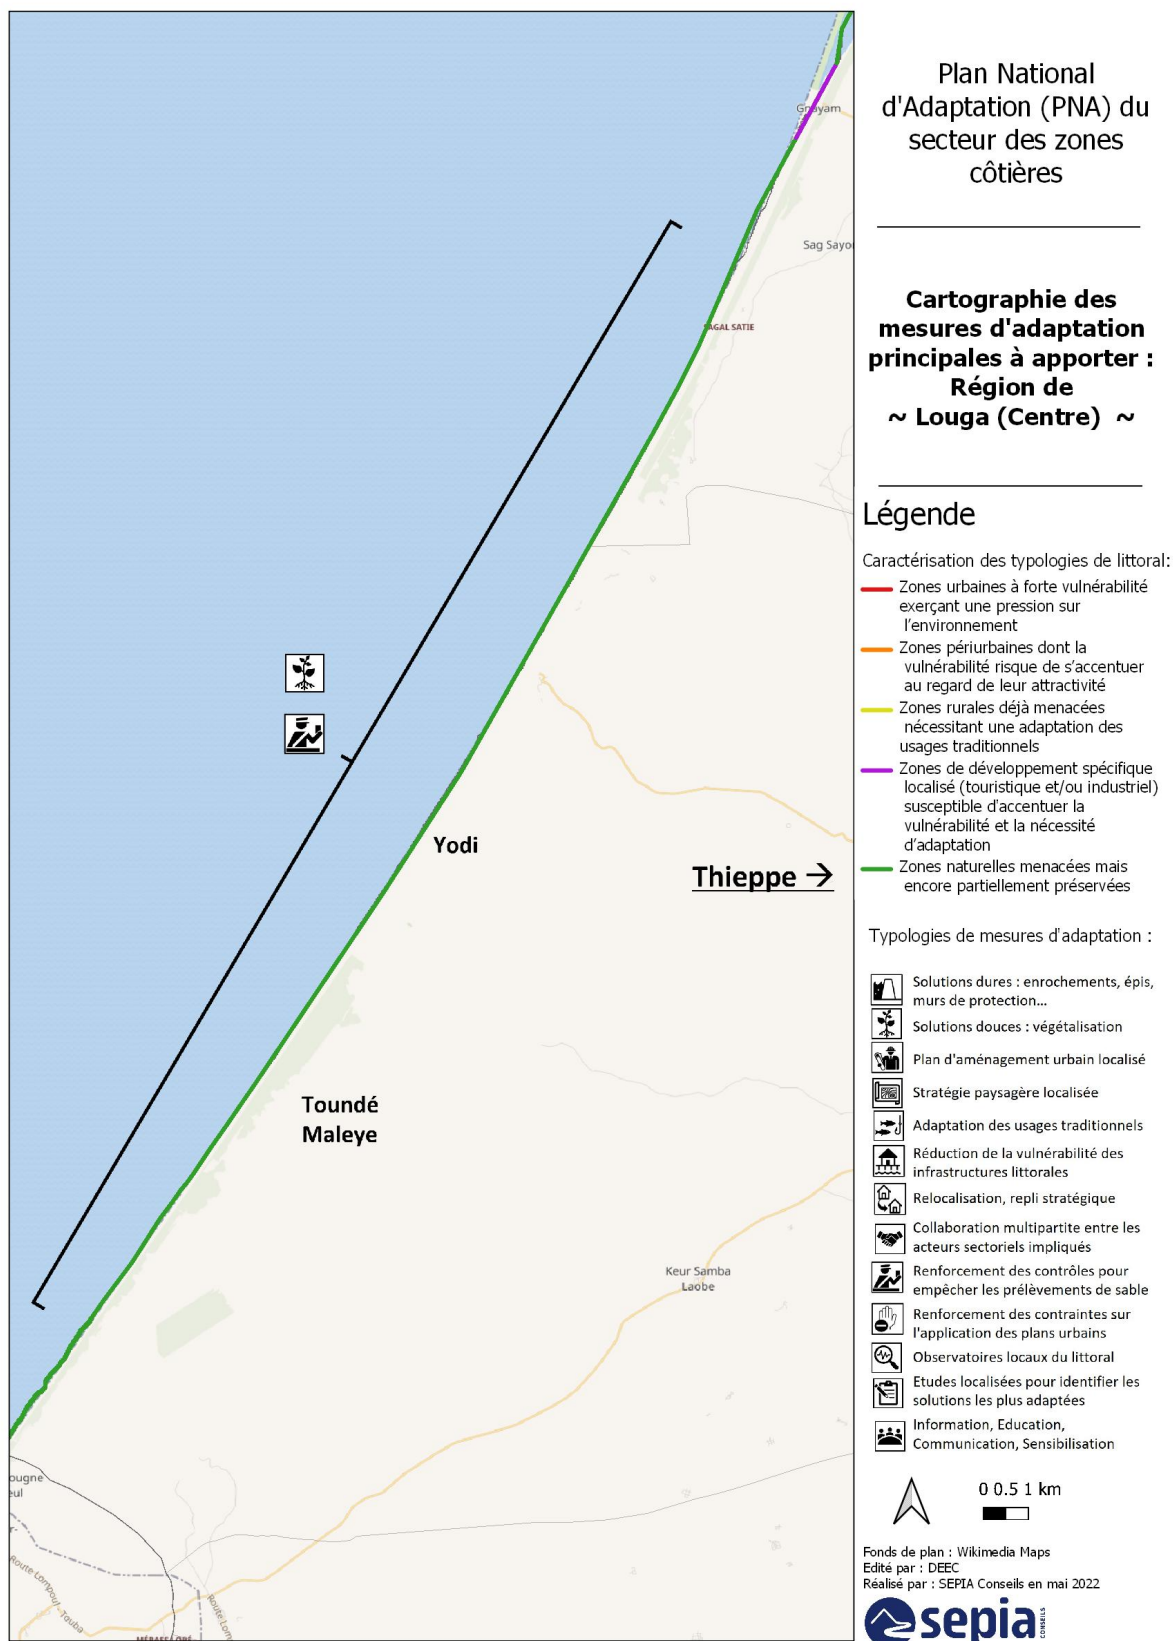 Gnayam
Sag Sayo
SAGAL SATIE
Yodi
Thieppe →
Toundé
Maleye
Keur Samba
Laobe
ougne
eul
Route Lompoul - Touba
Route Lom
Plan National
d'Adaptation (PNA) du
secteur des zones
côtières
Cartographie des
mesures d'adaptation
principales à apporter :
Région de
~ Louga (Centre) ~
Légende
Caractérisation des typologies de littoral:
Zones urbaines à forte vulnérabilité
exerçant une pression sur
l'environnement
Zones périurbaines dont la
vulnérabilité risque de s'accentuer
au regard de leur attractivité
Zones rurales déjà menacées
nécessitant une adaptation des
usages traditionnels
Zones de développement spécifique
localisé (touristique et/ou industriel)
susceptible d'accentuer la
vulnérabilité et la nécessité
d'adaptation
Zones naturelles menacées mais
encore partiellement préservées
Typologies de mesures d'adaptation :
Solutions dures : enrochements, épis,
murs de protection...
Solutions douces : végétalisation
Plan d'aménagement urbain localisé
Stratégie paysagère localisée
Adaptation des usages traditionnels
Réduction de la vulnérabilité des
infrastructures littorales
Relocalisation, repli stratégique
Collaboration multipartite entre les
acteurs sectoriels impliqués
Renforcement des contrôles pour
empêcher les prélèvements de sable
Renforcement des contraintes sur
l'application des plans urbains
Observatoires locaux du littoral
Etudes localisées pour identifier les
solutions les plus adaptées
Information, Education,
Communication, Sensibilisation
0 0.5 1 km
Fonds de plan : Wikimedia Maps
Edité par : DEEC
Réalisé par : SEPIA Conseils en mai 2022
sepia
CONSEILS